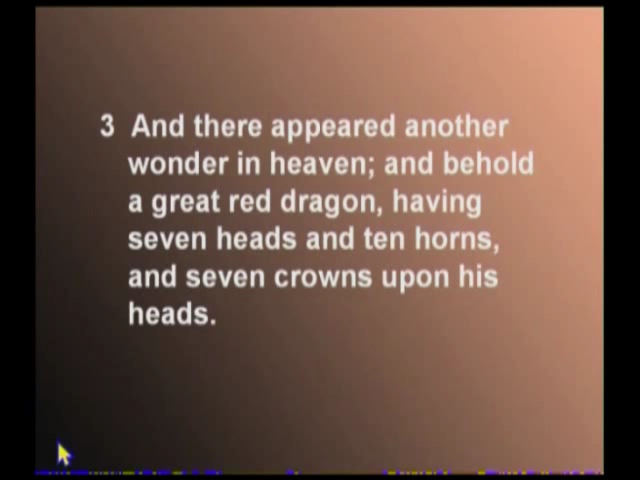 3 And there appeared another
wonder in heaven; and behold
a great red dragon, having
seven heads and ten horns,
and seven crowns upon his
heads.